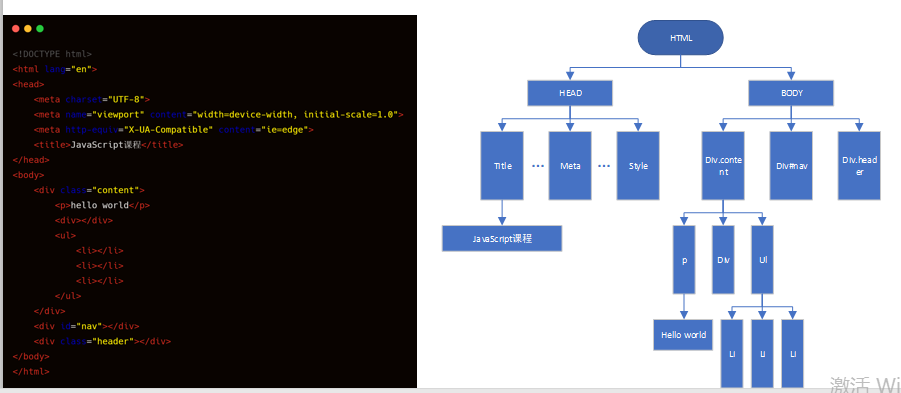 <!DOCTYPE html>
<html lang="en">
<head>
<meta charset="UTF-8">
<meta name="viewport" content="width=device-width, initial-scale=1.0">
<meta http-equiv="X-UA-Compatible" content="ie=edge">
<title>JavaScript课程</title>
</head>
<body>
<div class="content">
<p>hello world</p>
<div></div>
<ul>
<li></li>
<li></li>
<li></li>
</ul>
</div>
<div id="nav"></div>
<div class="header"></div>
</body>
</html>
HTML
HEAD
BODY
Title
...
Meta
...
Style
Div.conte
nt
Div#nav
Div.head
er
JavaScript课程
p
Div
Ul
Hello world
LI
LI
LI
激活 Wi